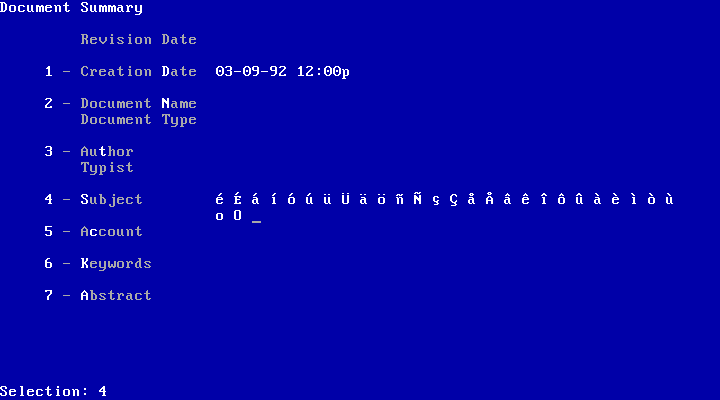 Document Summary
Revision Date
1 - Creation Date 03-09-92 12:00p
2 - Document Name
Document Type
3 - Author
Typist
4 - Subject é É á í ó ú ü Ü ä ö ñ Ñ ç Ç å Å â ê î ô û à è ì ò ù
o O _
5 - Account
6 - Keywords
7 - Abstract
Selection: 4